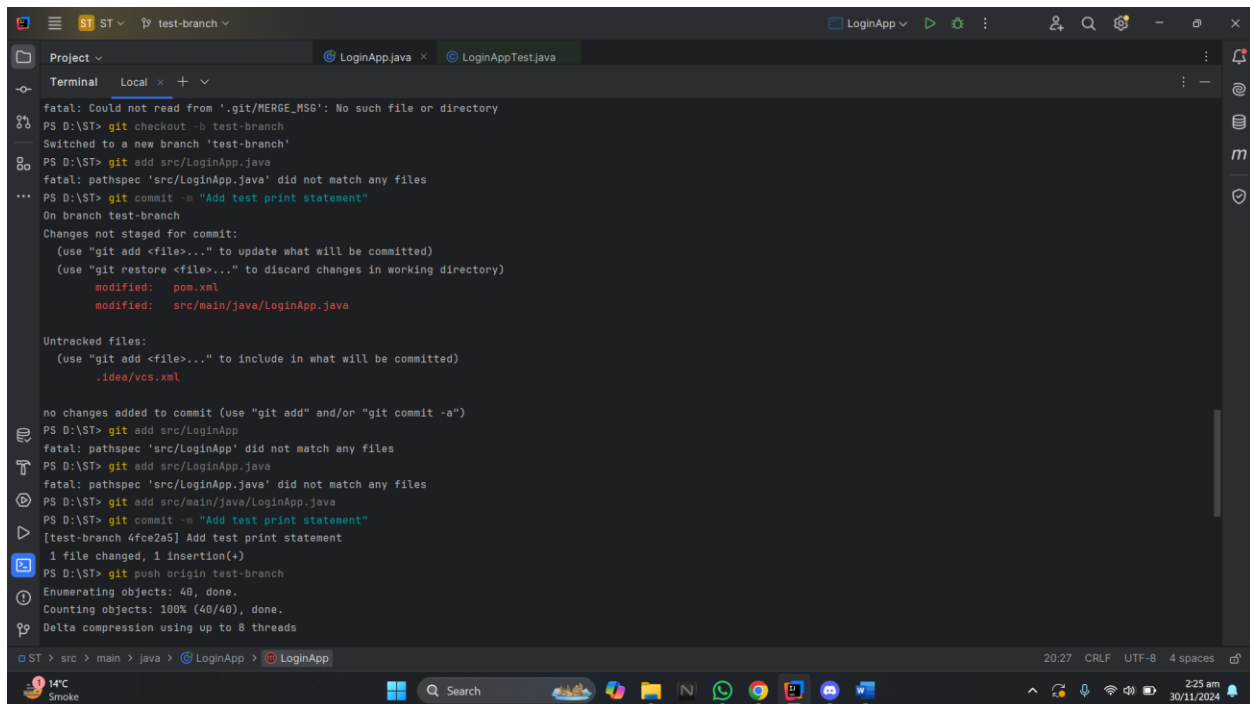 ST ST test-branch LoginApp
Project LoginApp.java LoginAppTest.java
Terminal Local
fatal: Could not read from '.git/MERGE_MSG': No such file or directory
PS D:\ST> git checkout -b test-branch
Switched to a new branch 'test-branch'
PS D:\ST> git add src/LoginApp.java
fatal: pathspec 'src/LoginApp.java' did not match any files
PS D:\ST> git commit -m "Add test print statement"
On branch test-branch
Changes not staged for commit:
  (use "git add <file>..." to update what will be committed)
  (use "git restore <file>..." to discard changes in working directory)
        modified:   pom.xml
        modified:   src/main/java/LoginApp.java
Untracked files:
  (use "git add <file>..." to include in what will be committed)
        .idea/vcs.xml
no changes added to commit (use "git add" and/or "git commit -a")
PS D:\ST> git add src/LoginApp
fatal: pathspec 'src/LoginApp' did not match any files
PS D:\ST> git add src/LoginApp.java
fatal: pathspec 'src/LoginApp.java' did not match any files
PS D:\ST> git add src/main/java/LoginApp.java
PS D:\ST> git commit -m "Add test print statement"
[test-branch 4fce2a5] Add test print statement
 1 file changed, 1 insertion(+)
PS D:\ST> git push origin test-branch
Enumerating objects: 40, done.
Counting objects: 100% (40/40), done.
Delta compression using up to 8 threads
ST > src > main > java > LoginApp > LoginApp 20:27 CRLF UTF-8 4 spaces
1 14°C Search 2:25 am
Smoke 30/11/2024